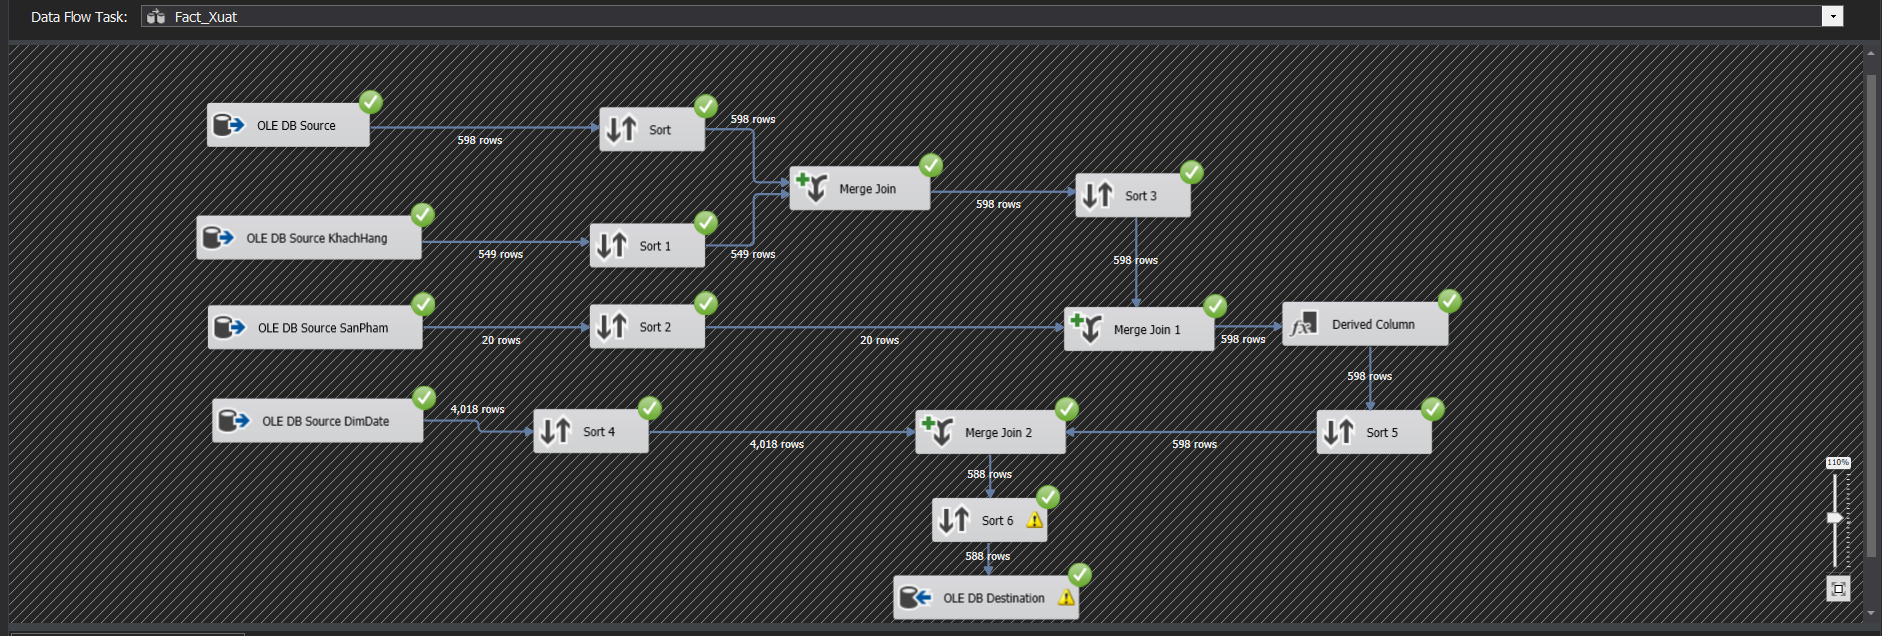 Data Flow Task: Fact_Xuat
OLE DB Source
598 rows
Sort
598 rows
Merge Join
598 rows
Sort 3
OLE DB Source KhachHang
549 rows
Sort 1
549 rows
598 rows
OLE DB Source SanPham
20 rows
Sort 2
20 rows
Merge Join 1
598 rows
Derived Column
598 rows
OLE DB Source DimDate
4,018 rows
Sort 4
4,018 rows
Merge Join 2
598 rows
Sort 5
588 rows
Sort 6
588 rows
OLE DB Destination
110%